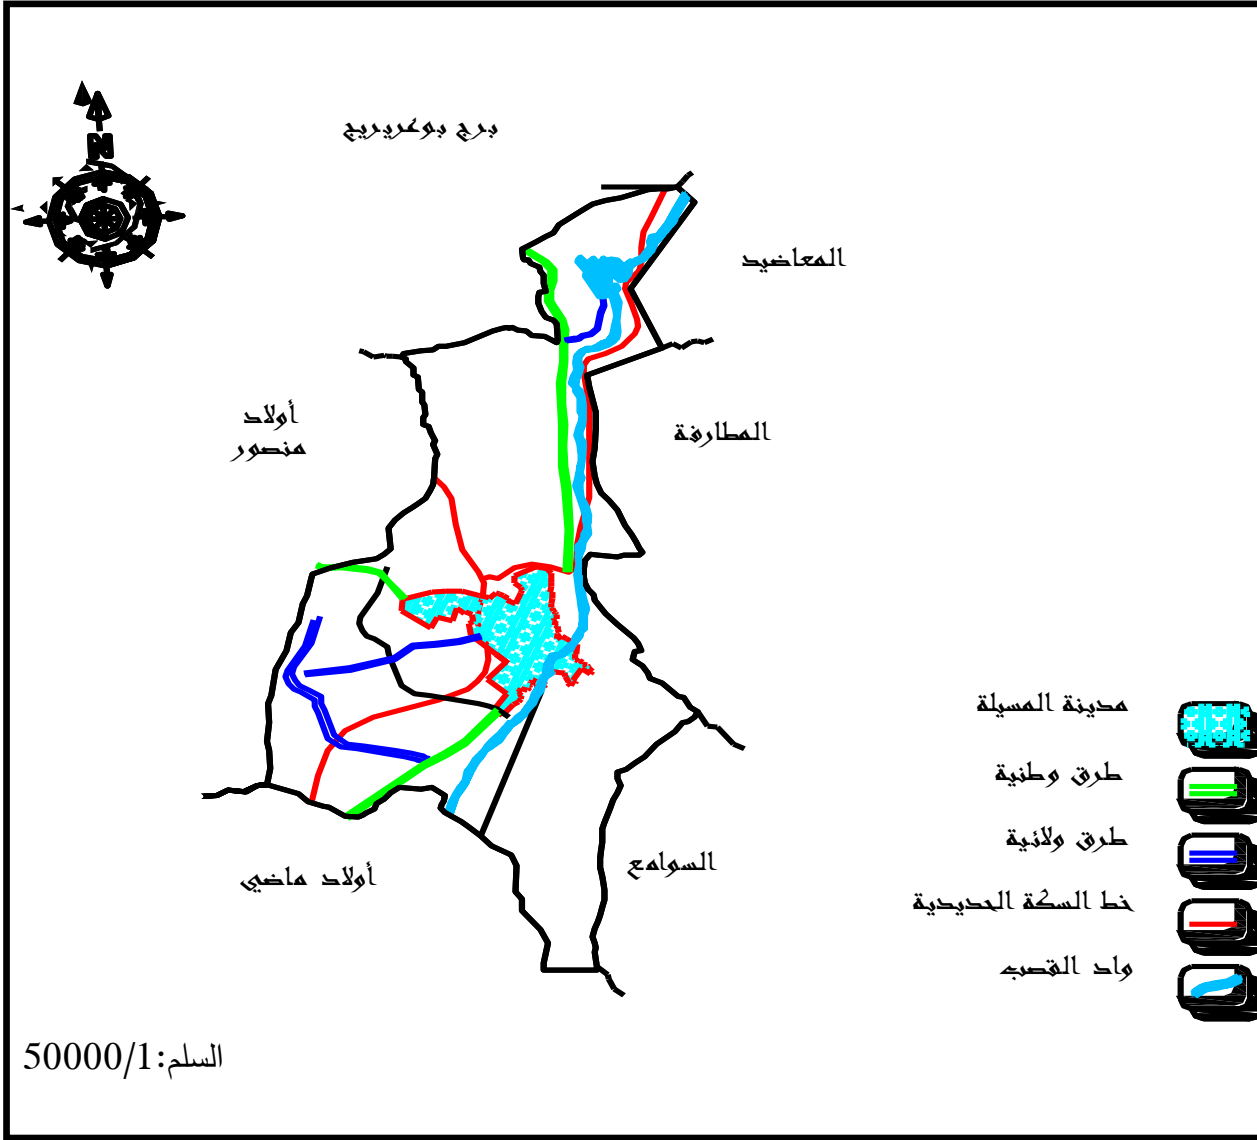 N
برج بوعريريج
المعاضيد
أولاد
منصور
المطارفة
مدينة المسيلة
طرق وطنية
طرق ولائية
خط السكة الحديدية
واد القصب
السوامع
أولاد ماضي
السلم:50000/1